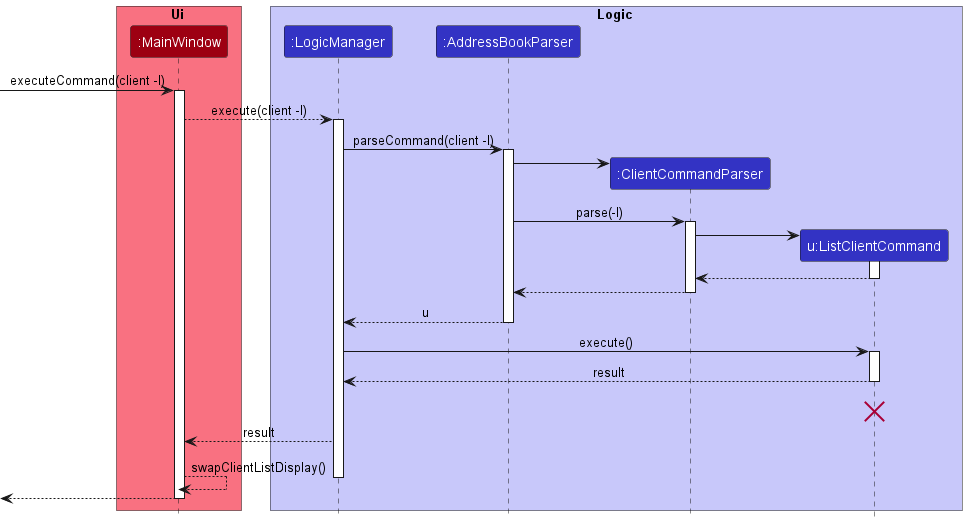 Ui
Logic
:MainWindow
:LogicManager
:AddressBookParser
executeCommand(client -l)
execute(client -l)
parseCommand(client -l)
:ClientCommandParser
parse(-l)
u:ListClientCommand
u
execute()
result
result
swapClientListDisplay()